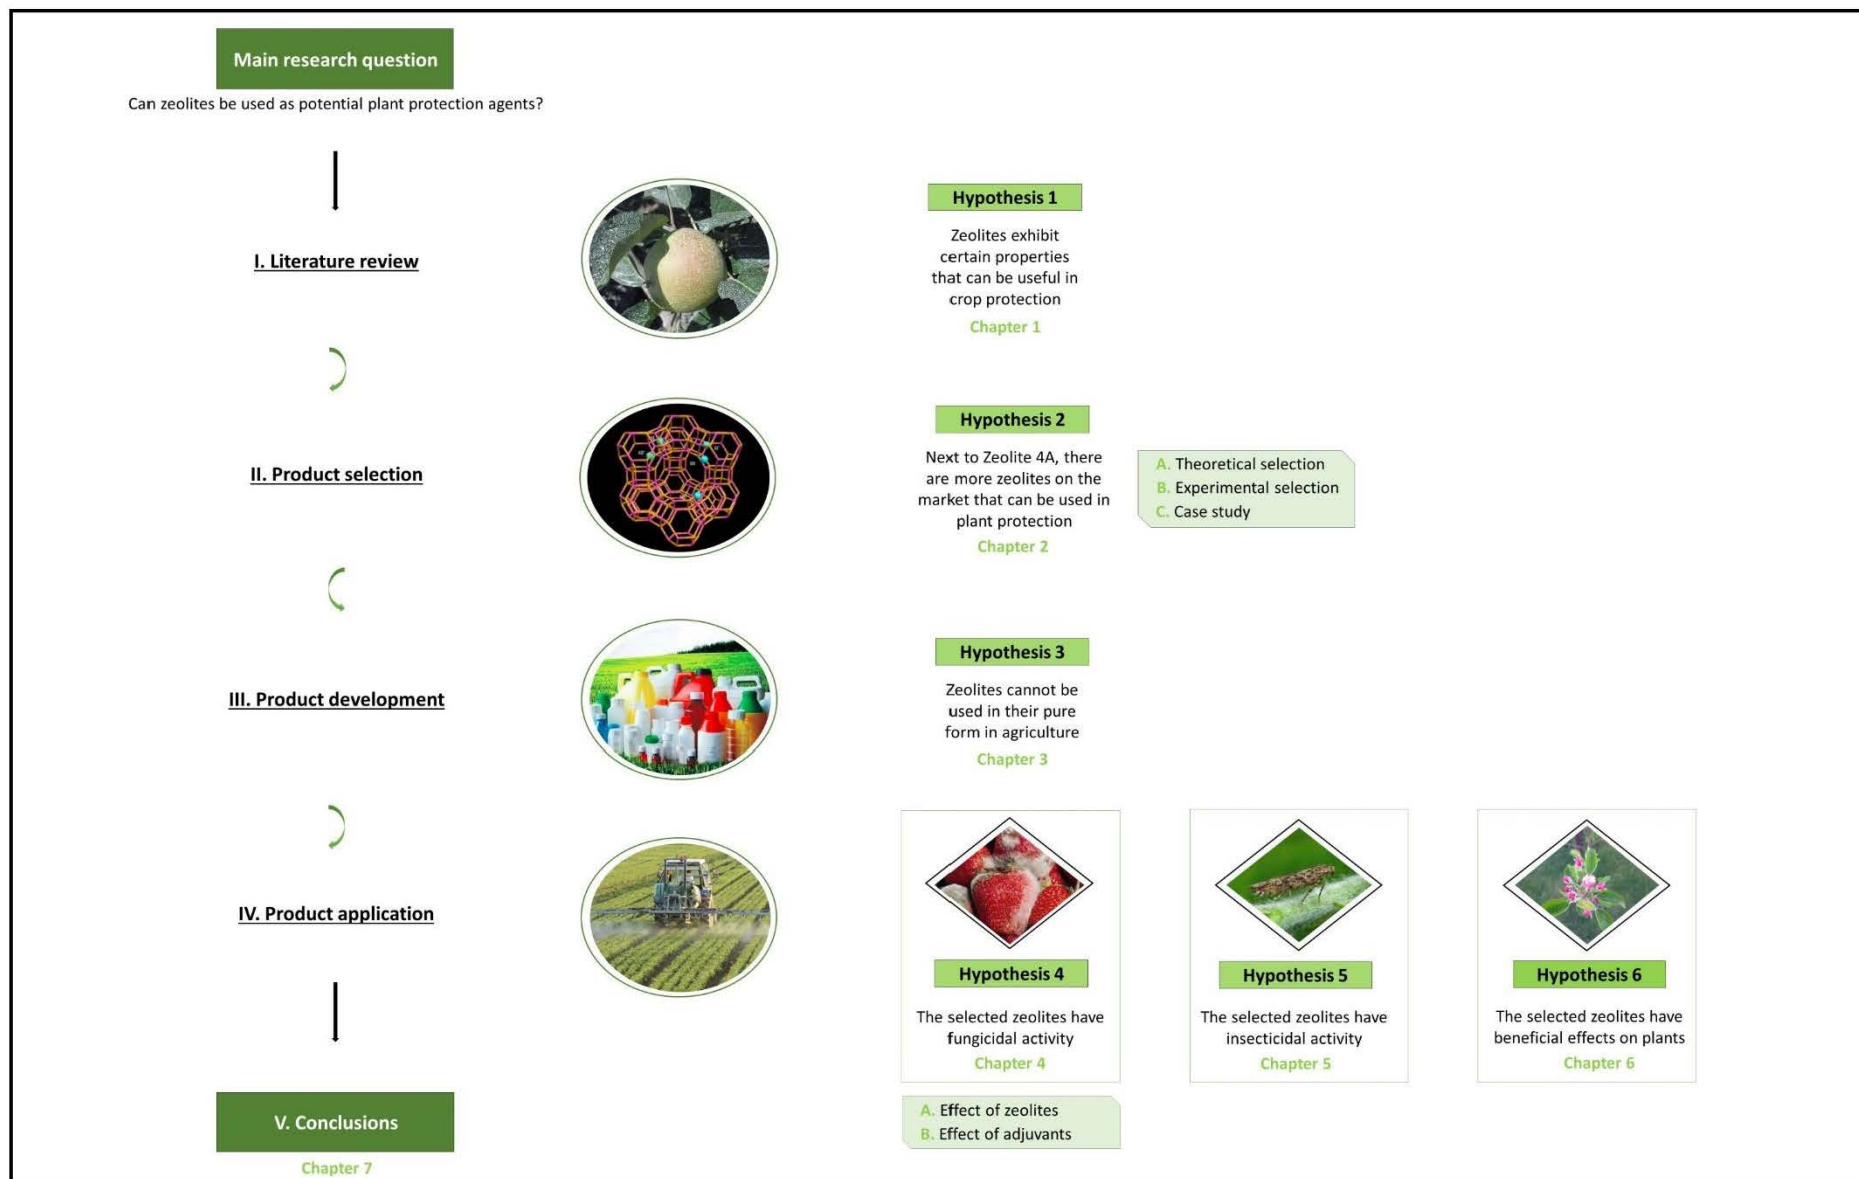 Main research question
Can zeolites be used as potential plant protection agents?
I. Literature review
Hypothesis 1
Zeolites exhibit
certain properties
that can be useful in
crop protection
Chapter 1
II. Product selection
Hypothesis 2
Next to Zeolite 4A, there
are more zeolites on the
market that can be used in
plant protection
Chapter 2
A. Theoretical selection
B. Experimental selection
C. Case study
III. Product development
Hypothesis 3
Zeolites cannot be
used in their pure
form in agriculture
Chapter 3
IV. Product application
Hypothesis 4
The selected zeolites have
fungicidal activity
Chapter 4
A. Effect of zeolites
B. Effect of adjuvants
Hypothesis 5
The selected zeolites have
insecticidal activity
Chapter 5
Hypothesis 6
The selected zeolites have
beneficial effects on plants
Chapter 6
V. Conclusions
Chapter 7